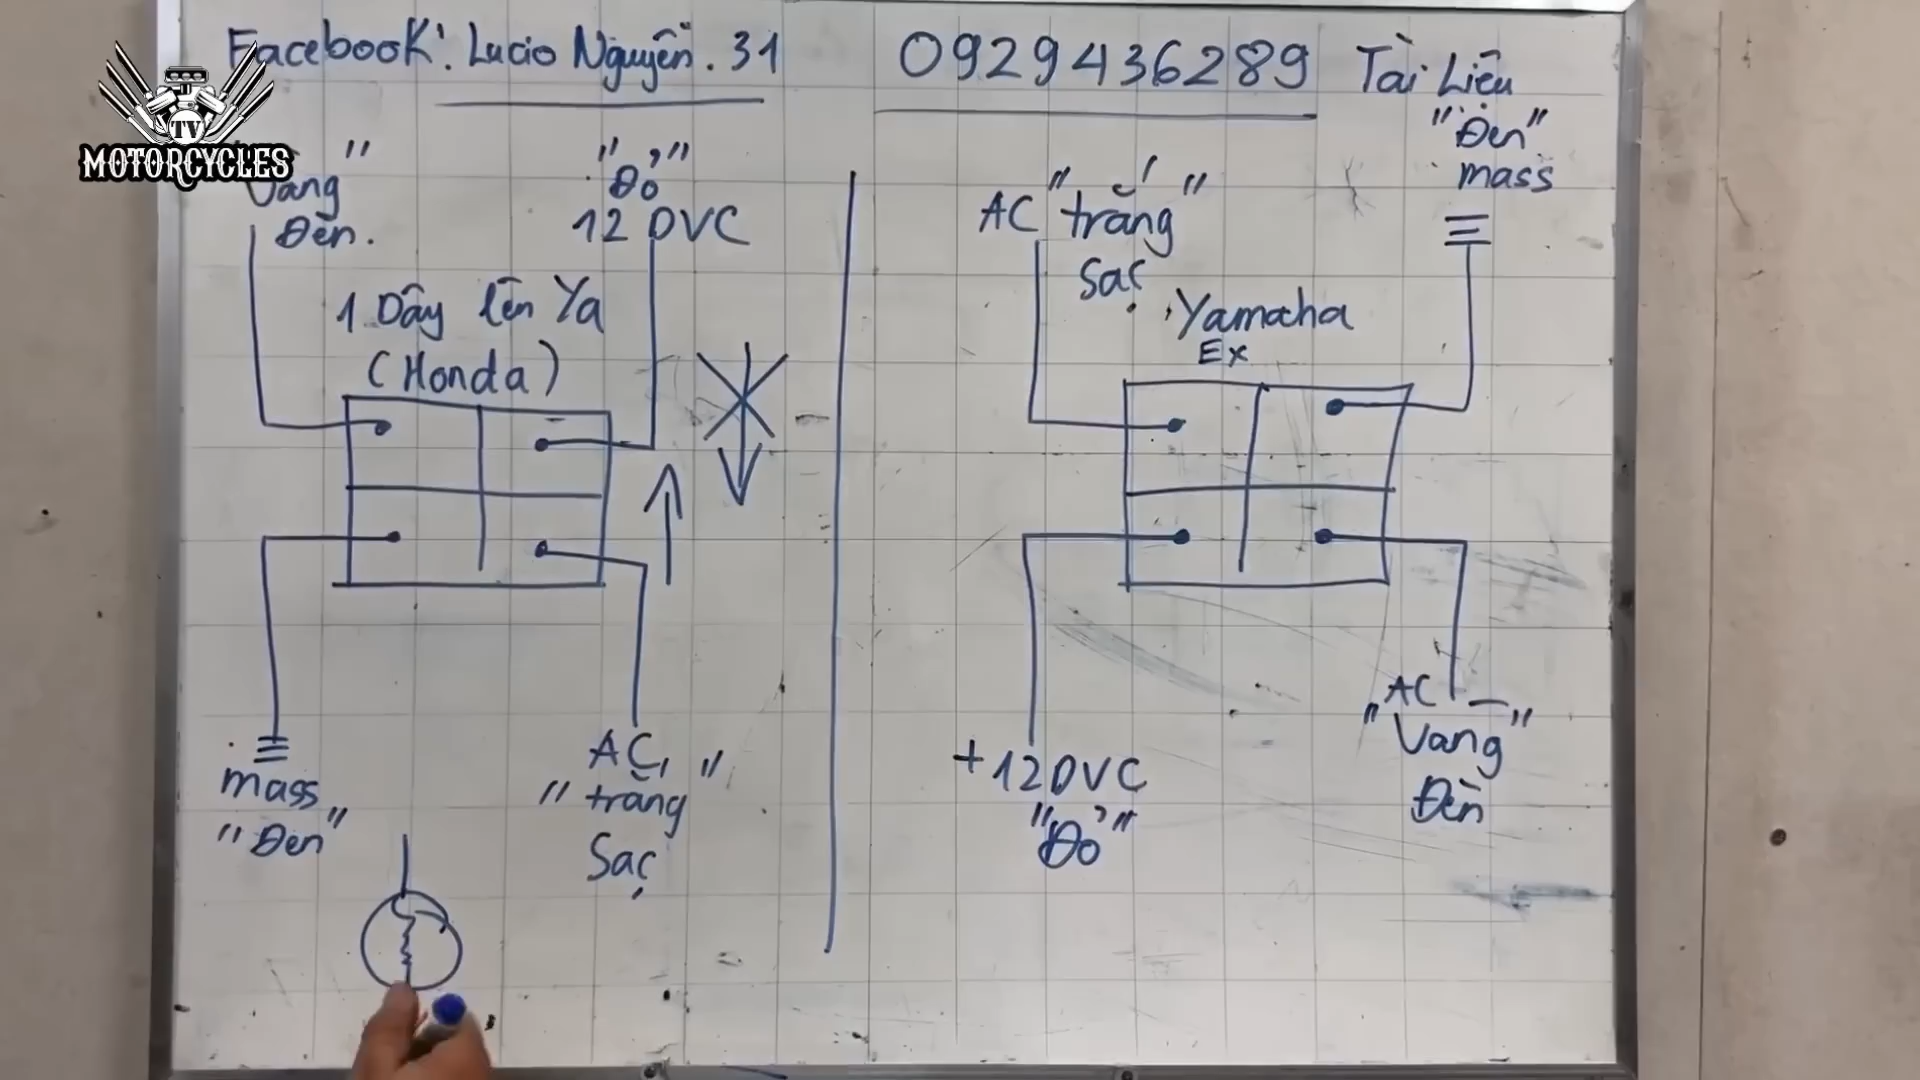 Facebook: Lucio Nguyễn. 31
0929436289
Tài Liệu
TV
MOTORCYCLES
Vàng"
Đèn.
"Đỏ"
12 DVC
1 Dây lên Ya
(Honda)
mass
"Đen"
AC
"trắng"
Sạc
AC "trắng"
Sạc
"Đen"
mass
Yamaha
Ex
+12DVC
"Đỏ"
AC
"Vàng"
Đèn